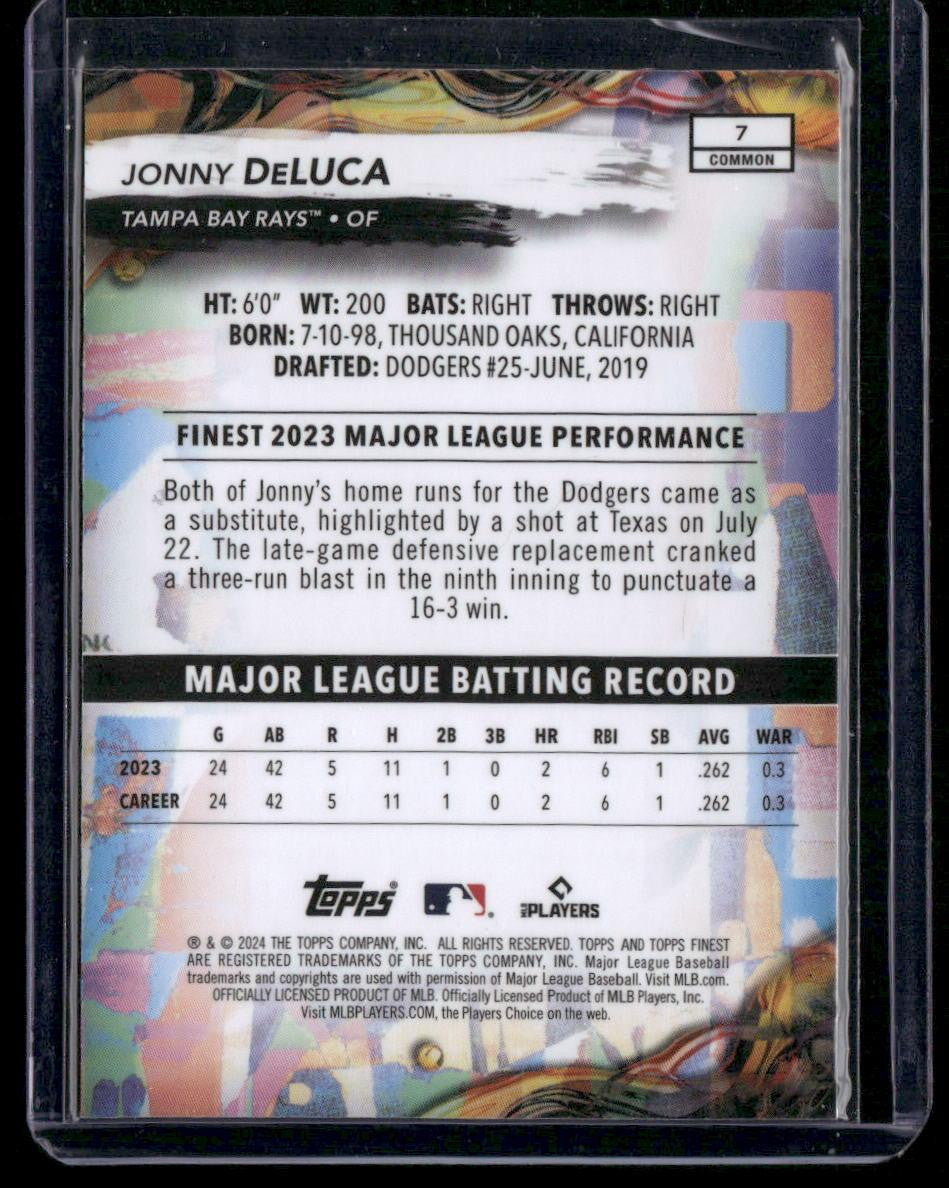 7
COMMON
JONNY DeLUCA
TAMPA BAY RAYS™ • OF
HT: 6'0" WT: 200 BATS: RIGHT THROWS: RIGHT
BORN: 7-10-98, THOUSAND OAKS, CALIFORNIA
DRAFTED: DODGERS #25-JUNE, 2019
FINEST 2023 MAJOR LEAGUE PERFORMANCE
Both of Jonny's home runs for the Dodgers came as
a substitute, highlighted by a shot at Texas on July
22. The late-game defensive replacement cranked
a three-run blast in the ninth inning to punctuate a
16-3 win.
MAJOR LEAGUE BATTING RECORD
G AB R H 2B 3B HR RBI SB AVG WAR
2023 24 42 5 11 1 0 2 6 1 .262 0.3
CAREER 24 42 5 11 1 0 2 6 1 .262 0.3
Topps® ® MLB PLAYERS
® & © 2024 THE TOPPS COMPANY, INC. ALL RIGHTS RESERVED. TOPPS AND TOPPS FINEST
ARE REGISTERED TRADEMARKS OF THE TOPPS COMPANY, INC. Major League Baseball
trademarks and copyrights are used with permission of Major League Baseball. Visit MLB.com.
OFFICIALLY LICENSED PRODUCT OF MLB. Officially Licensed Product of MLB Players, Inc.
Visit MLBPLAYERS.COM, the Players Choice on the web.